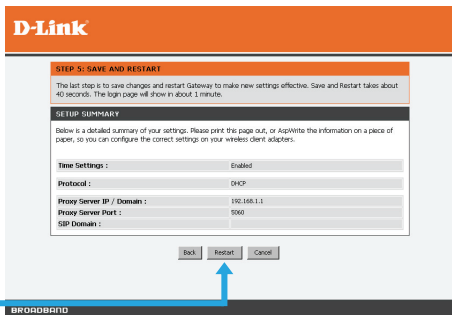 D-Link
STEP 5: SAVE AND RESTART
The last step is to save changes and restart Gateway to make new settings effective. Save and Restart takes about
40 seconds. The login page will show in about 1 minute.
SETUP SUMMARY
Below is a detailed summary of your settings. Please print this page out, or AspWrite the information on a piece of
paper, so you can configure the correct settings on your wireless client adapters.
Time Settings : Enabled
Protocol : DHCP
Proxy Server IP / Domain : 192.168.1.1
Proxy Server Port : 5060
SIP Domain :
Back Restart Cancel
BROADBAND